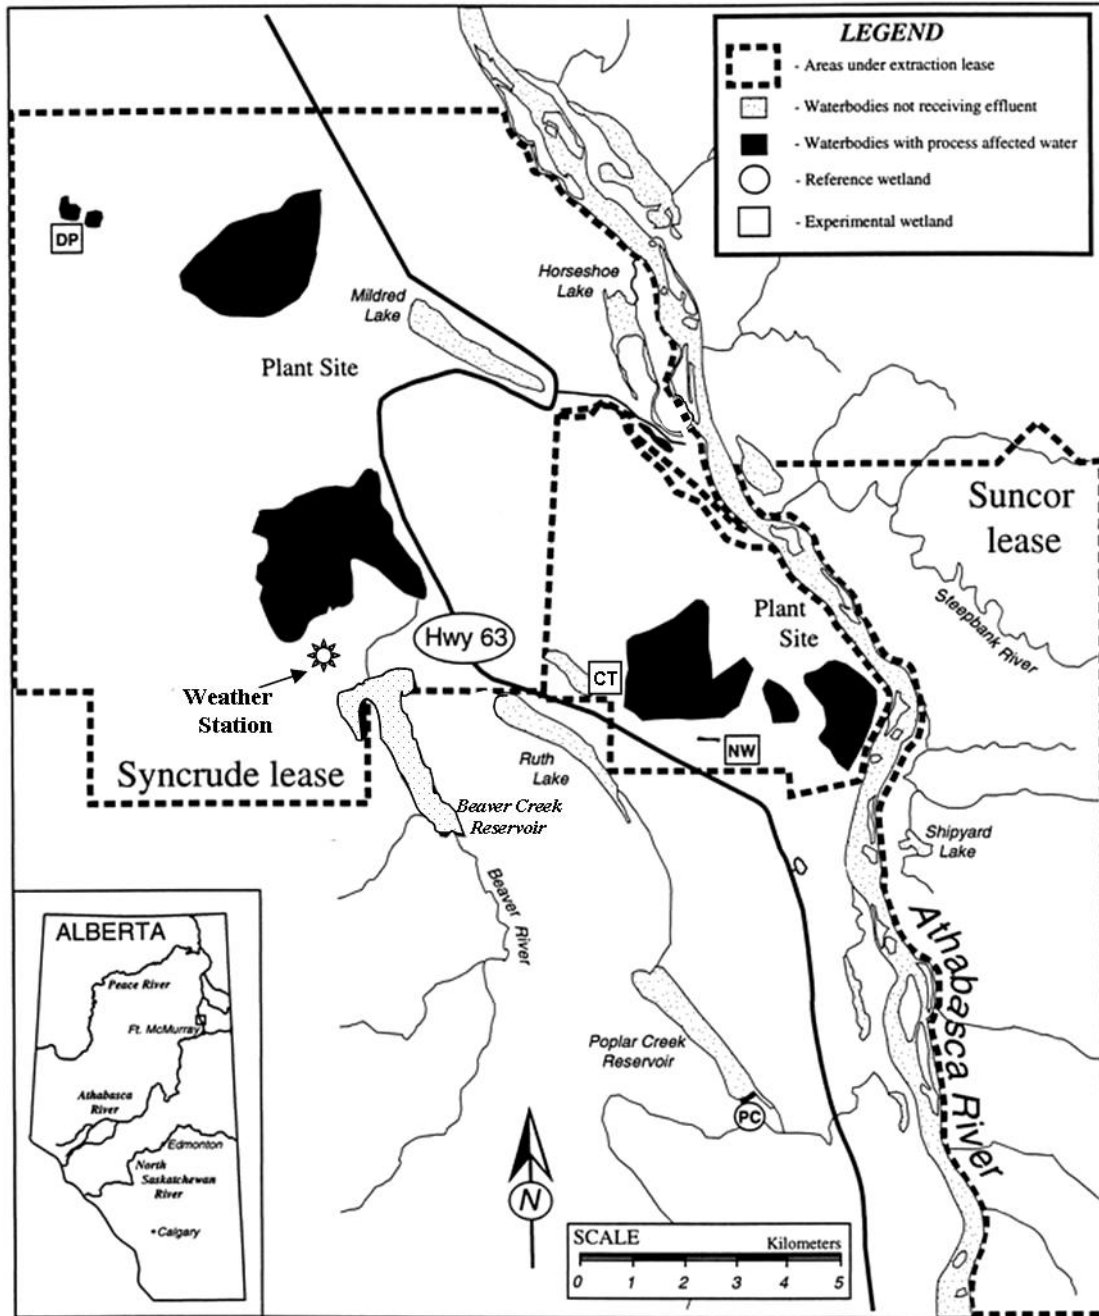 LEGEND
- Areas under extraction lease
- Waterbodies not receiving effluent
- Waterbodies with process affected water
- Reference wetland
- Experimental wetland
DP
Mildred
Lake
Horseshoe
Lake
Plant Site
Suncor
lease
Steepbank River
Plant
Site
Hwy 63
CT
Weather
Station
NW
Ruth
Lake
Syncrude lease
Beaver Creek
Reservoir
Shipyard
Lake
Beaver
River
Athabasca River
Poplar Creek
Reservoir
PC
N
ALBERTA
Peace River
Ft. McMurray
Athabasca
River
Edmonton
North
Saskatchewan
River
Calgary
SCALE
Kilometers
0 1 2 3 4 5